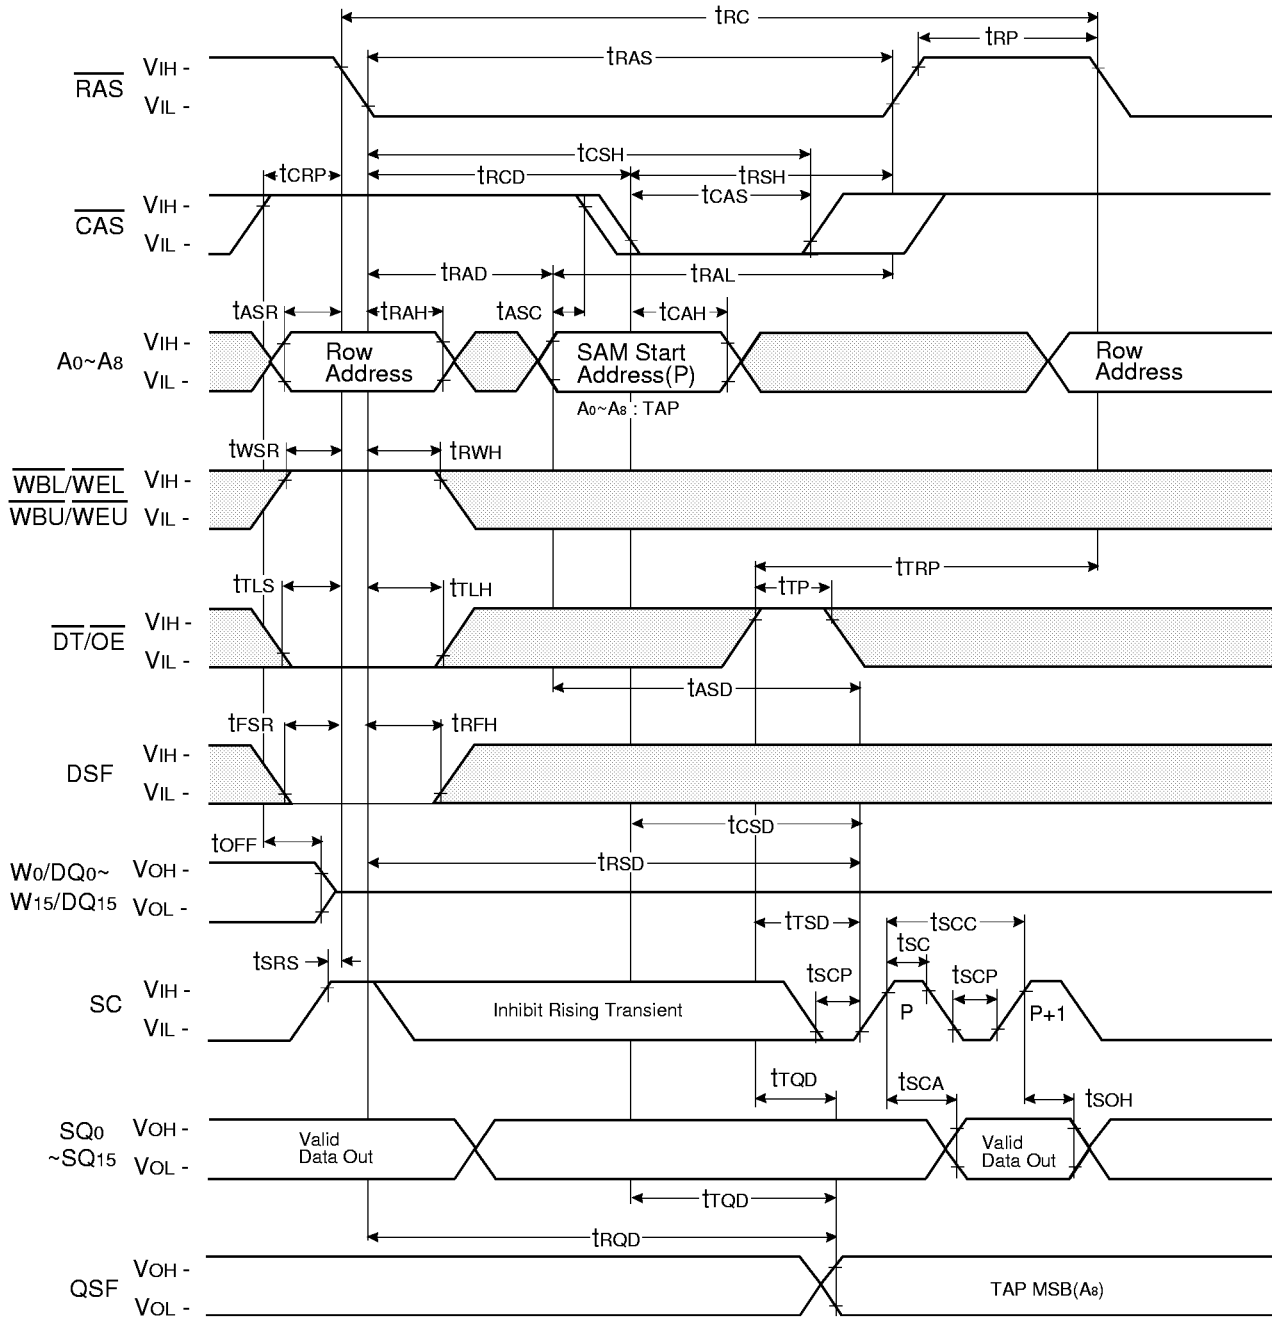 tRC
tRP
RAS
VIH -
VIL -
tRAS
tCSH
tCRP
tRCD
tRSH
tCAS
CAS
VIH -
VIL -
tRAD
tRAL
tASR
tRAH
tASC
tCAH
A0~A8
VIH -
VIL -
Row
Address
SAM Start
Address(P)
Row
Address
A0~A8 : TAP
tWSR
tRWH
WBL/WEL
WBU/WEU
VIH -
VIL -
tTRP
tTLS
tTLH
tTP
DT/OE
VIH -
VIL -
tASD
tFSR
tRFH
DSF
VIH -
VIL -
tCSD
tOFF
tRSD
W0/DQ0~
W15/DQ15
VOH -
VOL -
tTSD
tSCC
tSC
tSRS
tSCP
tSCP
SC
VIH -
VIL -
Inhibit Rising Transient
P
P+1
tTQD
tSCA
tSOH
SQ0
~SQ15
VOH -
VOL -
Valid
Data Out
Valid
Data Out
tTQD
tRQD
QSF
VOH -
VOL -
TAP MSB(A8)